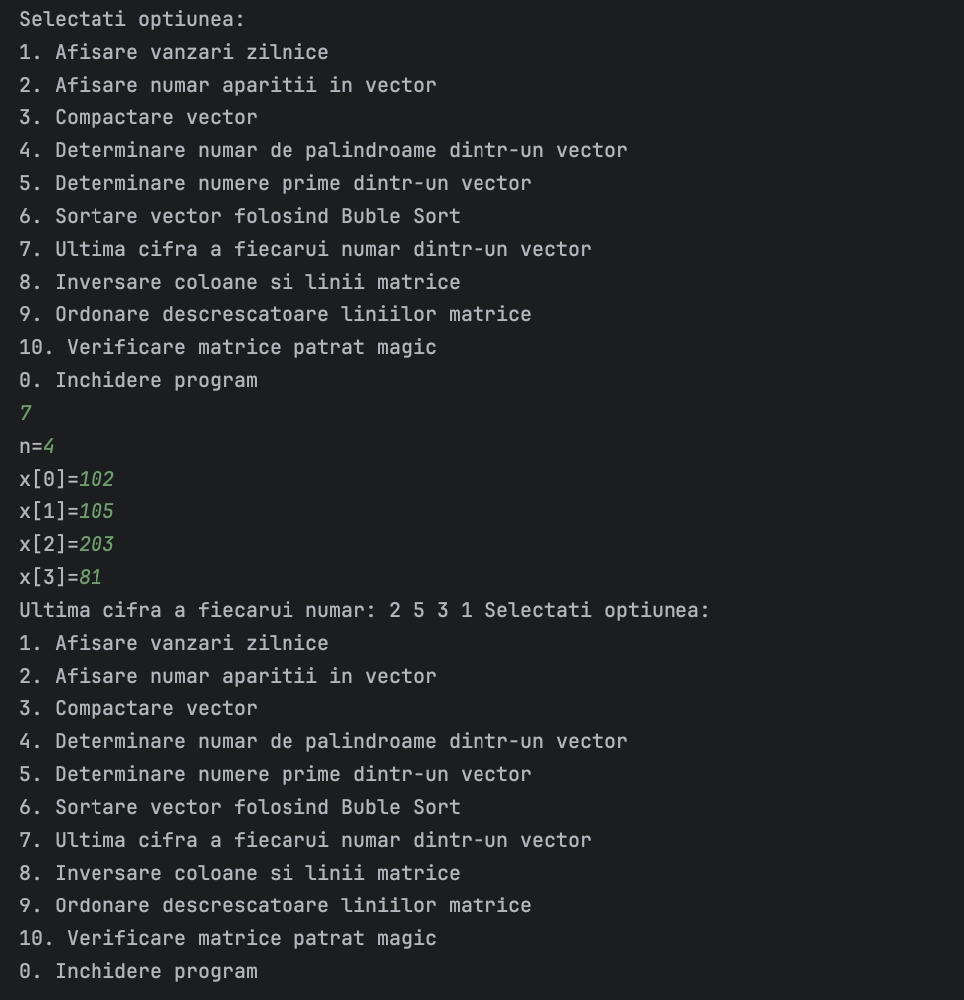 Selectati optiunea:
1. Afisare vanzari zilnice
2. Afisare numar aparitii in vector
3. Compactare vector
4. Determinare numar de palindroame dintr-un vector
5. Determinare numere prime dintr-un vector
6. Sortare vector folosind Buble Sort
7. Ultima cifra a fiecarui numar dintr-un vector
8. Inversare coloane si linii matrice
9. Ordonare descrescatoare liniilor matrice
10. Verificare matrice patrat magic
0. Inchidere program
7
n=4
x[0]=102
x[1]=105
x[2]=203
x[3]=81
Ultima cifra a fiecarui numar: 2 5 3 1 Selectati optiunea:
1. Afisare vanzari zilnice
2. Afisare numar aparitii in vector
3. Compactare vector
4. Determinare numar de palindroame dintr-un vector
5. Determinare numere prime dintr-un vector
6. Sortare vector folosind Buble Sort
7. Ultima cifra a fiecarui numar dintr-un vector
8. Inversare coloane si linii matrice
9. Ordonare descrescatoare liniilor matrice
10. Verificare matrice patrat magic
0. Inchidere program